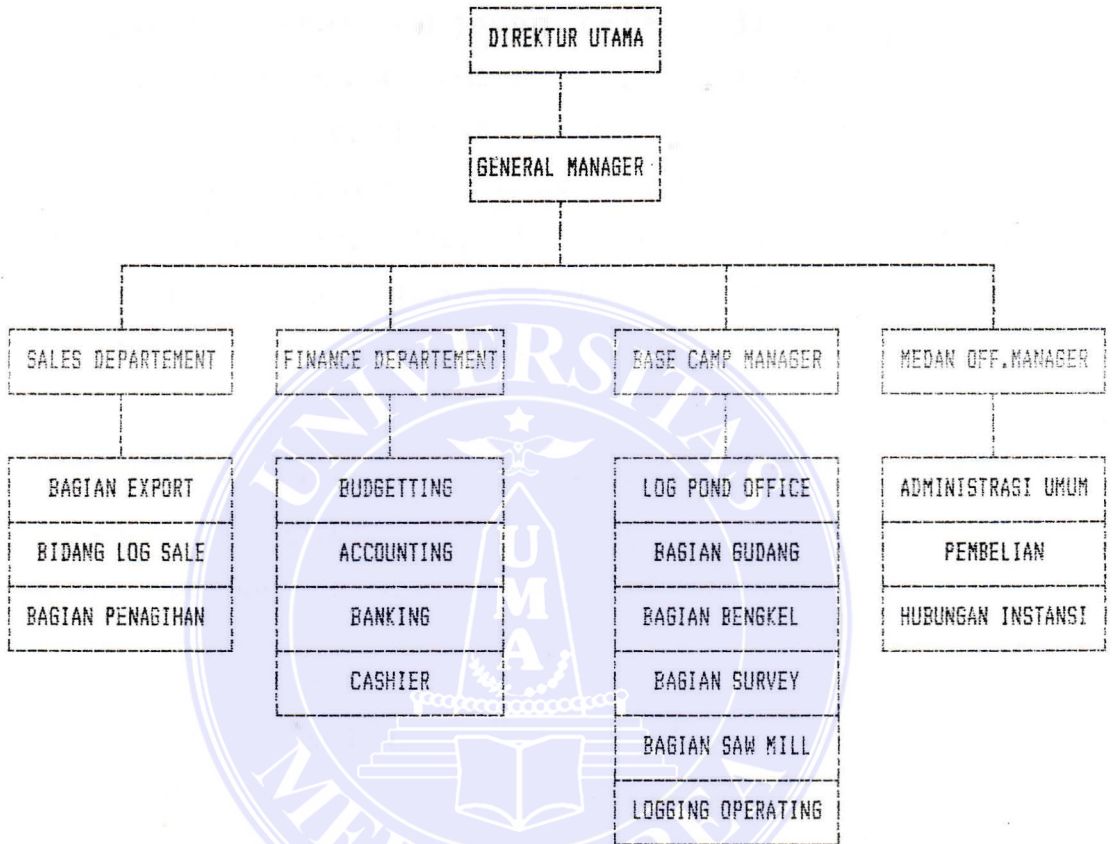 DIREKTUR UTAMA
GENERAL MANAGER
SALES DEPARTEMENT
FINANCE DEPARTEMENT
BASE CAMP MANAGER
MEDAN OFF.MANAGER
BAGIAN EXPORT
BIDANG LOG SALE
BAGIAN PENAGIHAN
BUDGETTING
ACCOUNTING
BANKING
CASHIER
LOG POND OFFICE
BAGIAN GUDANG
BAGIAN BENGKEL
BAGIAN SURVEY
BAGIAN SAW MILL
LOGGING OPERATING
ADMINISTRASI UMUM
PEMBELIAN
HUBUNGAN INSTANSI
UNIVERSITAS
UMA